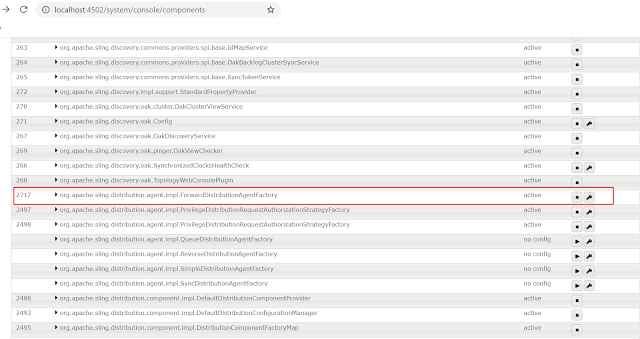 localhost:4502/system/console/components
263 org.apache.sling.discovery.commons.providers.spi.base.IdMapService active
264 org.apache.sling.discovery.commons.providers.spi.base.OakBacklogClusterSyncService active
265 org.apache.sling.discovery.commons.providers.spi.base.SyncTokenService active
272 org.apache.sling.discovery.impl.support.StandardPropertyProvider active
270 org.apache.sling.discovery.oak.cluster.OakClusterViewService active
271 org.apache.sling.discovery.oak.Config active
267 org.apache.sling.discovery.oak.OakDiscoveryService active
269 org.apache.sling.discovery.oak.pinger.OakViewChecker active
266 org.apache.sling.discovery.oak.SynchronizedClocksHealthCheck active
268 org.apache.sling.discovery.oak.TopologyWebConsolePlugin active
2717 org.apache.sling.distribution.agent.impl.ForwardDistributionAgentFactory active
2497 org.apache.sling.distribution.agent.impl.PrivilegeDistributionRequestAuthorizationStrategyFactory active
2498 org.apache.sling.distribution.agent.impl.PrivilegeDistributionRequestAuthorizationStrategyFactory active
org.apache.sling.distribution.agent.impl.QueueDistributionAgentFactory no config
org.apache.sling.distribution.agent.impl.ReverseDistributionAgentFactory no config
org.apache.sling.distribution.agent.impl.SimpleDistributionAgentFactory no config
org.apache.sling.distribution.agent.impl.SyncDistributionAgentFactory no config
2488 org.apache.sling.distribution.component.impl.DefaultDistributionComponentProvider active
2493 org.apache.sling.distribution.component.impl.DefaultDistributionConfigurationManager active
2495 org.apache.sling.distribution.component.impl.DistributionComponentFactoryMap active